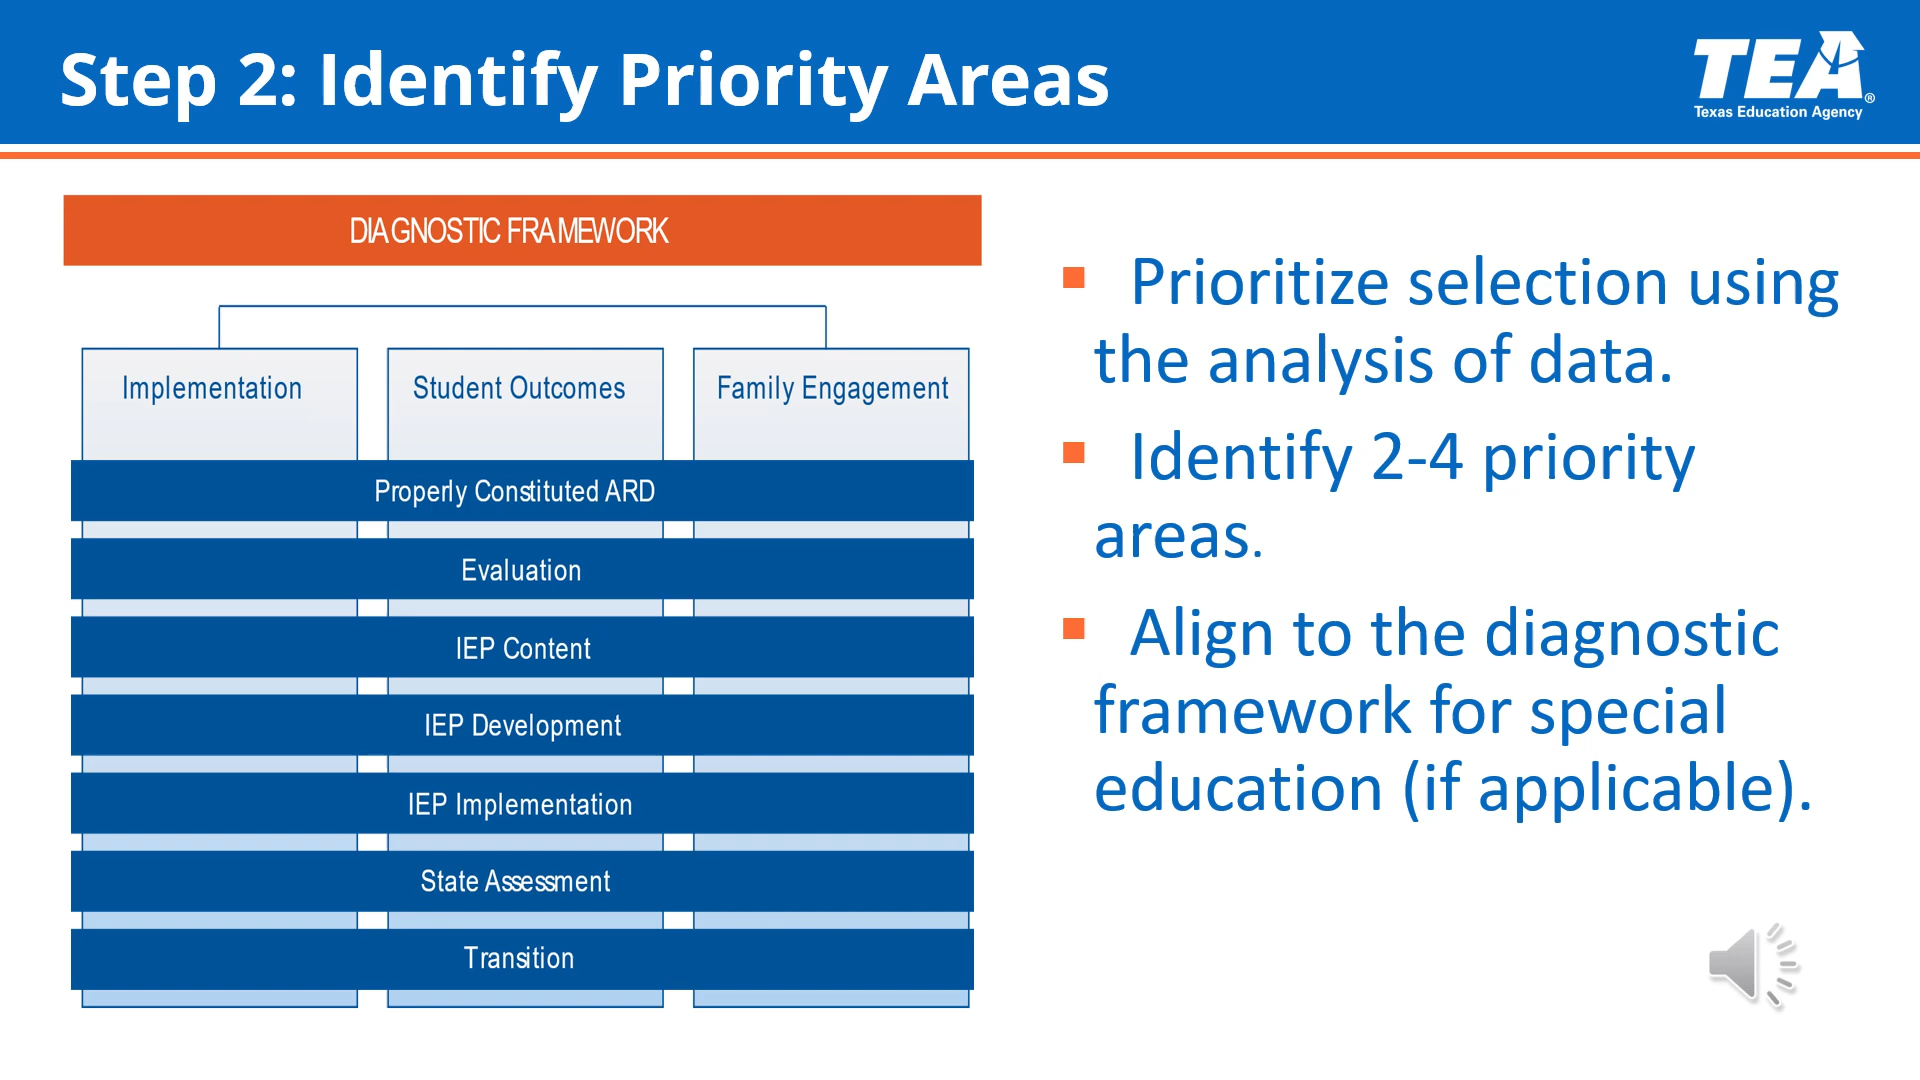 Step 2: Identify Priority Areas
TEA®
Texas Education Agency
DIAGNOSTIC FRAMEWORK
Implementation
Student Outcomes
Family Engagement
Properly Constituted ARD
Evaluation
IEP Content
IEP Development
IEP Implementation
State Assessment
Transition
▪ Prioritize selection using
the analysis of data.
▪ Identify 2-4 priority
areas.
▪ Align to the diagnostic
framework for special
education (if applicable).